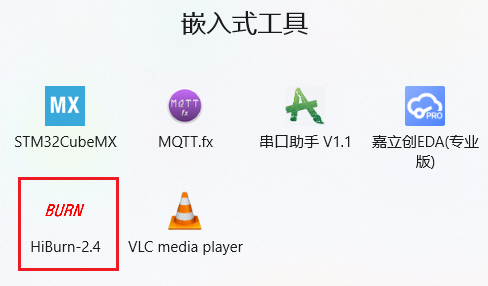 嵌入式工具
MX
MQTT
fx
PRO
STM32CubeMX
MQTT.fx
串口助手 V1.1
嘉立创EDA(专业
版)
BURN
HiBurn-2.4
VLC media player